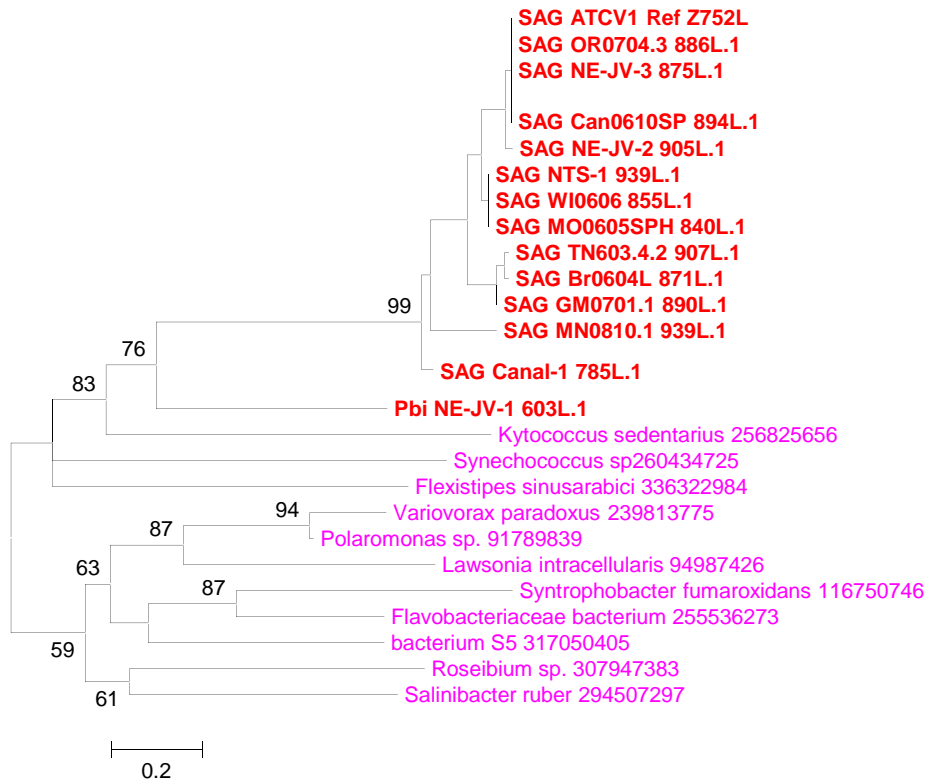 SAG ATCV1 Ref Z752L
SAG OR0704.3 886L.1
SAG NE-JV-3 875L.1
SAG Can0610SP 894L.1
SAG NE-JV-2 905L.1
SAG NTS-1 939L.1
SAG WI0606 855L.1
SAG MO0605SPH 840L.1
SAG TN603.4.2 907L.1
SAG Br0604L 871L.1
99
SAG GM0701.1 890L.1
SAG MN0810.1 939L.1
76
SAG Canal-1 785L.1
83
Pbi NE-JV-1 603L.1
Kytococcus sedentarius 256825656
Synechococcus sp260434725
Flexistipes sinusarabici 336322984
94
Variovorax paradoxus 239813775
87
Polaromonas sp. 91789839
Lawsonia intracellularis 94987426
63
87
Syntrophobacter fumaroxidans 116750746
Flavobacteriaceae bacterium 255536273
bacterium S5 317050405
59
Roseibium sp. 307947383
61
Salinibacter ruber 294507297
0.2